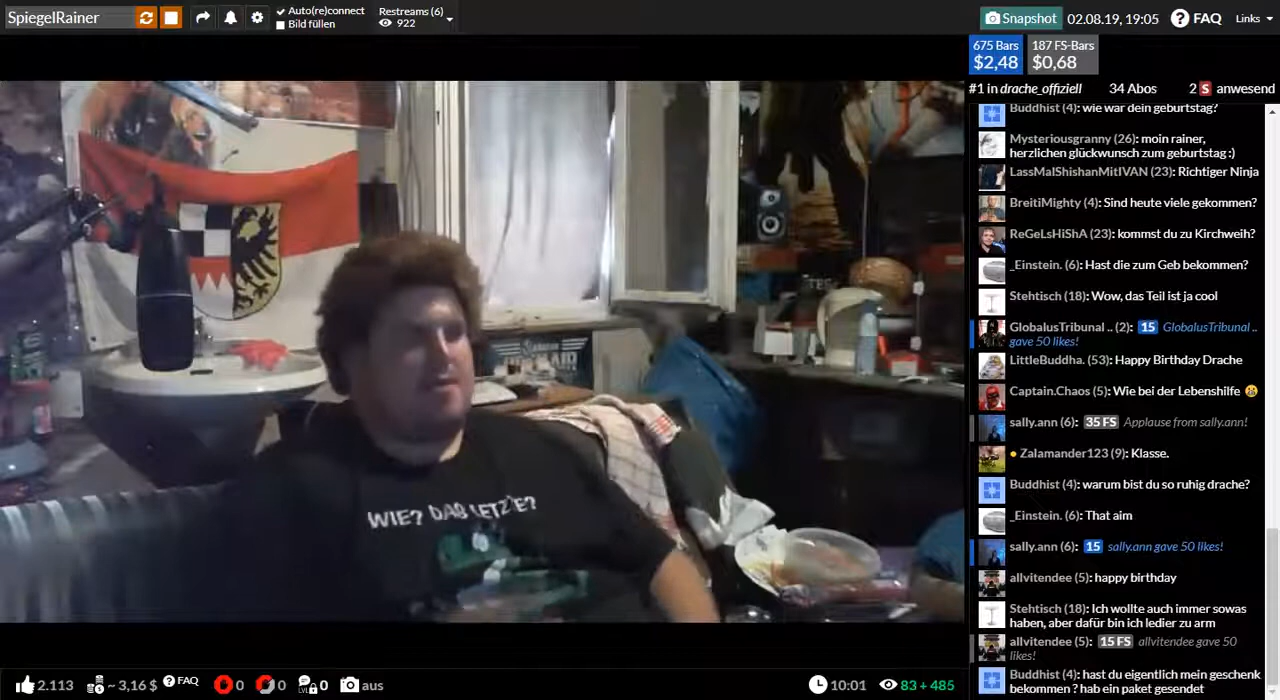 SpiegelRainer
Auto(re)connect
Bild füllen
Restreams (6)
922
Snapshot
02.08.19, 19:05
FAQ
Links
675 Bars
$2,48
187 FS-Bars
$0,68
#1 in drache_offiziell
34 Abos
2 S anwesend
Buddhist (4): wie war dein geburtstag?
Mysteriousgranny (26): moin rainer,
herzlichen glückwunsch zum geburtstag :)
LassMalShishanMitIVAN (23): Richtiger Ninja
BreitiMighty (4): Sind heute viele gekommen?
ReGeLsHiShA (23): kommst du zu Kirchweih?
_Einstein. (6): Hast die zum Geb bekommen?
Stehtisch (18): Wow, das Teil ist ja cool
GlobalusTribunal .. (2): 15 GlobalusTribunal ..
gave 50 likes!
LittleBuddha. (53): Happy Birthday Drache
Captain.Chaos (5): Wie bei der Lebenshilfe
sally.ann (6): 35 FS Applause from sally.ann!
Zalamander123 (9): Klasse.
Buddhist (4): warum bist du so ruhig drache?
_Einstein. (6): That aim
sally.ann (6): 15 sally.ann gave 50 likes!
allvitendee (5): happy birthday
Stehtisch (18): Ich wollte auch immer sowas
haben, aber dafür bin ich ledier zu arm
allvitendee (5): 15 FS allvitendee gave 50
likes!
Buddhist (4): hast du eigentlich mein geschenk
bekommen ? hab ein paket gesendet
WIE? DAS LETZTE?
2.113
~ 3,16 $
FAQ
0
0
LVL 0
0
aus
10:01
83 + 485